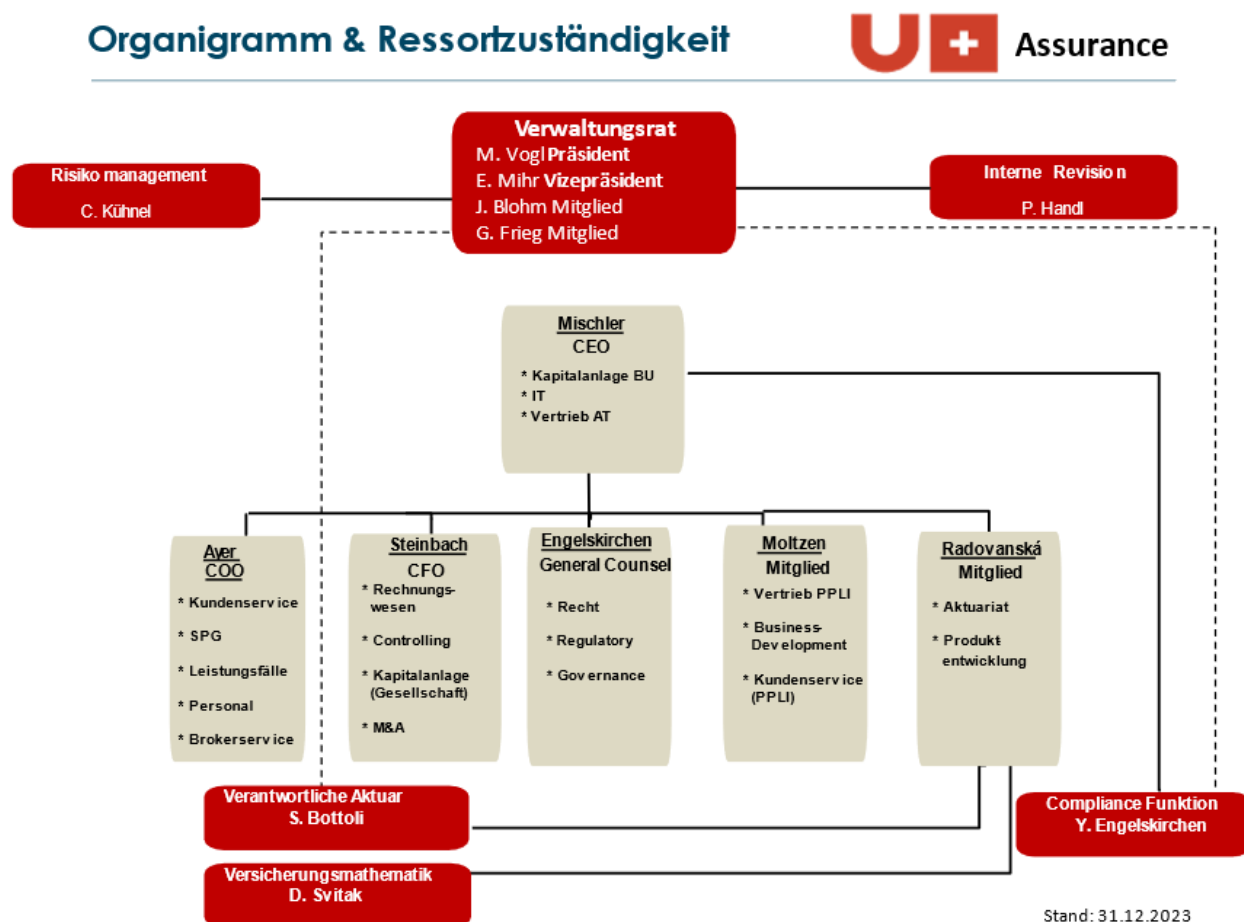 Organigramm & Ressortzuständigkeit
U + Assurance
Verwaltungsrat
M. Vogl Präsident
E. Mihr Vizepräsident
J. Blohm Mitglied
G. Frieg Mitglied
Risiko management
C. Kühnel
Interne Revision
P. Handl
Mischler
CEO
* Kapitalanlage BU
* IT
* Vertrieb AT
Ayer
COO
* Kundenservice
* SPG
* Leistungsfälle
* Personal
* Brokerservice
Steinbach
CFO
* Rechnungs-
wesen
* Controlling
* Kapitalanlage
(Gesellschaft)
* M&A
Engelskirchen
General Counsel
* Recht
* Regulatory
* Governance
Moltzen
Mitglied
* Vertrieb PPLI
* Business-
Development
* Kundenservice
(PPLI)
Radovanská
Mitglied
* Aktuariat
* Produkt
entwicklung
Verantwortliche Aktuar
S. Bottoli
Compliance Funktion
Y. Engelskirchen
Versicherungsmathematik
D. Svitak
Stand: 31.12.2023